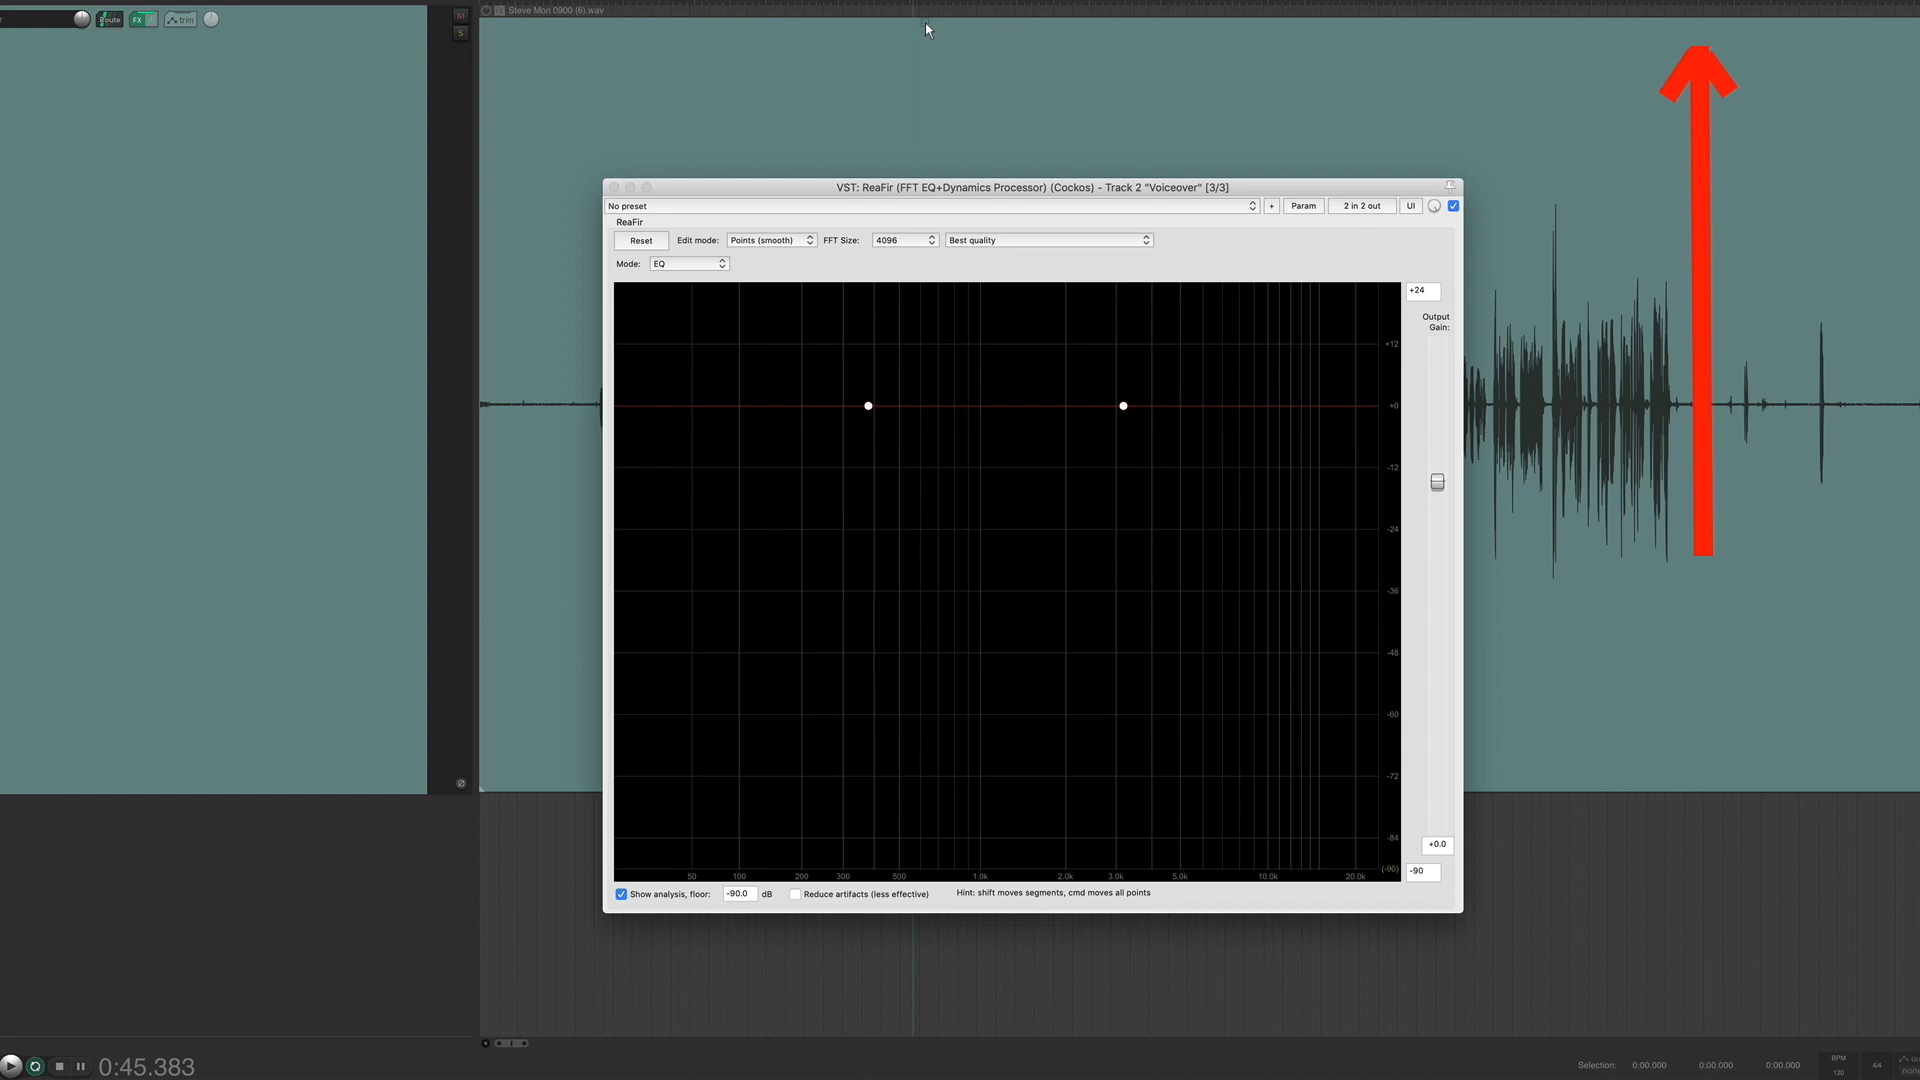 r
Route
FX
trim
M
S
Steve Mon 0900 (6).wav
VST: ReaFir (FFT EQ+Dynamics Processor) (Cockos) - Track 2 "Voiceover" [3/3]
No preset
+
Param
2 in 2 out
UI
ReaFir
Reset
Edit mode:
Points (smooth)
FFT Size:
4096
Best quality
Mode:
EQ
+24
Output
Gain:
+12
+0
-12
-24
-36
-48
-60
-72
-84
+0.0
(-90)
-90
50
100
200
300
500
1.0k
2.0k
3.0k
5.0k
10.0k
20.0k
Show analysis, floor:
-90.0
dB
Reduce artifacts (less effective)
Hint: shift moves segments, cmd moves all points
0:45.383
Selection:
0:00.000
0:00.000
0:00.000
BPM
120
4/4
none